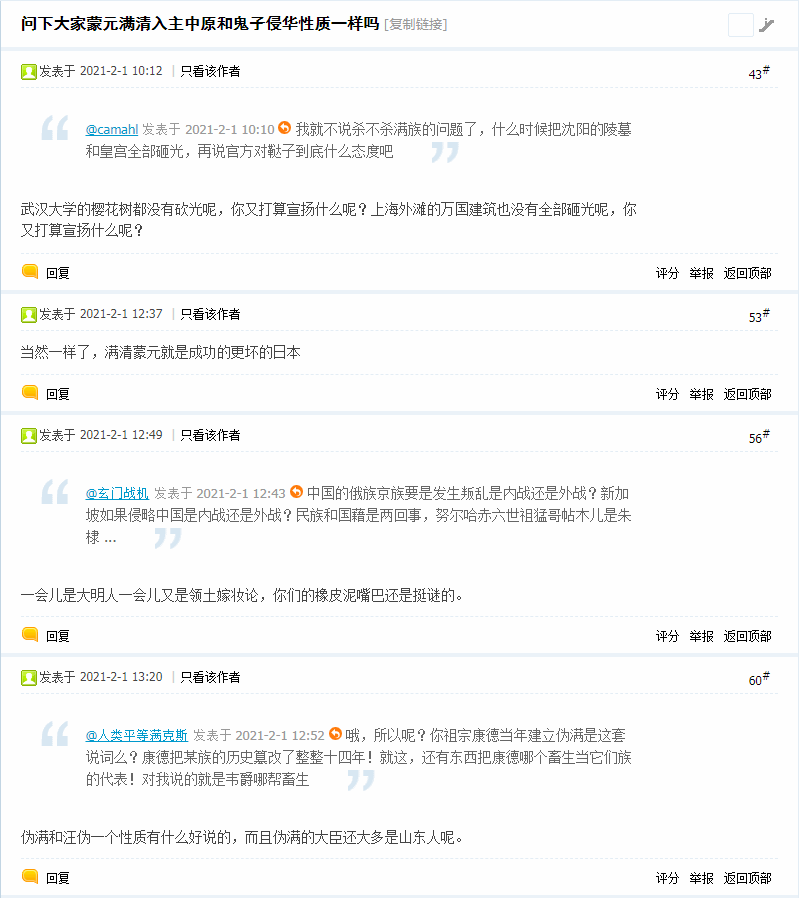 问下大家蒙元满清入主中原和鬼子侵华性质一样吗 [复制链接]
发表于 2021-2-1 10:12 | 只看该作者 43#
“ @camahl 发表于 2021-2-1 10:10 我就不说杀不杀满族的问题了，什么时候把沈阳的陵墓
和皇宫全部砸光，再说官方对鞑子到底什么态度吧 ”
武汉大学的樱花树都没有砍光呢，你又打算宣扬什么呢？上海外滩的万国建筑也没有全部砸光呢，你
又打算宣扬什么呢？
回复 评分 举报 返回顶部
发表于 2021-2-1 12:37 | 只看该作者 53#
当然一样了，满清蒙元就是成功的更坏的日本
回复 评分 举报 返回顶部
发表于 2021-2-1 12:49 | 只看该作者 56#
“ @玄门战机 发表于 2021-2-1 12:43 中国的俄族京族要是发生叛乱是内战还是外战？新加
坡如果侵略中国是内战还是外战？民族和国籍是两回事，努尔哈赤六世祖猛哥帖木儿是朱
棣 ... ”
一会儿是大明人一会儿又是领土嫁妆论，你们的橡皮泥嘴巴还是挺谜的。
回复 评分 举报 返回顶部
发表于 2021-2-1 13:20 | 只看该作者 60#
“ @人类平等满克斯 发表于 2021-2-1 12:52 哦，所以呢？你祖宗康德当年建立伪满是这套
说词么？康德把某族的历史篡改了整整十四年！就这，还有东西把康德哪个畜生当它们族
的代表！对我说的就是韦爵哪帮畜生 ”
伪满和汪伪一个性质有什么好说的，而且伪满的大臣还大多是山东人呢。
回复 评分 举报 返回顶部